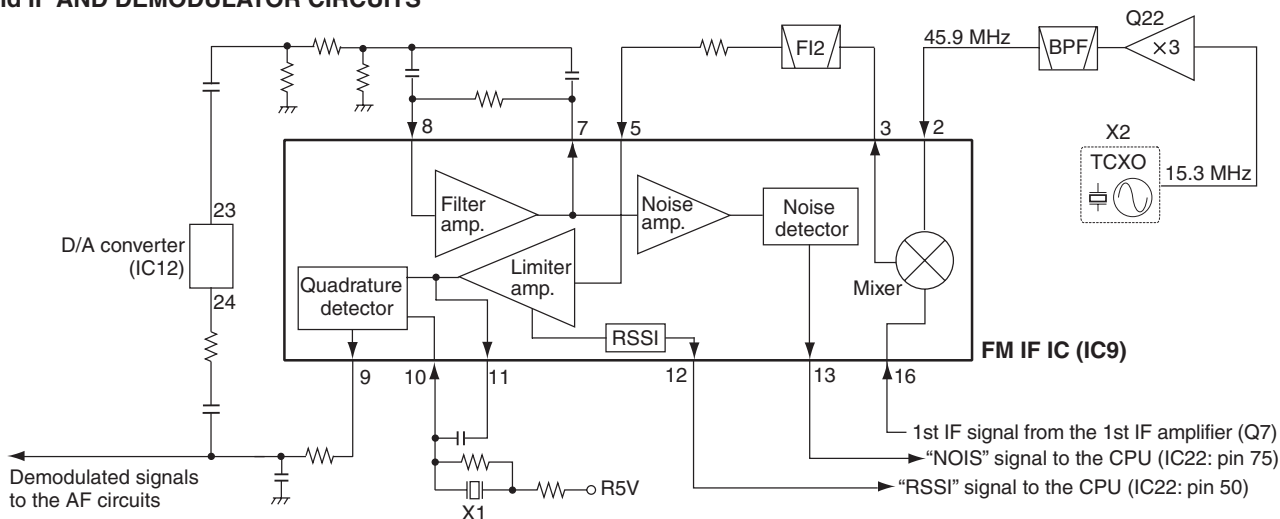 nd IF AND DEMODULATOR CIRCUITS
Q22
45.9 MHz
BPF
×3
FI2
X2
TCXO
15.3 MHz
8
7
5
3
2
Filter
amp.
Noise
amp.
Noise
detector
23
D/A converter
(IC12)
24
Limiter
amp.
Quadrature
detector
Mixer
RSSI
FM IF IC (IC9)
9
10
11
12
13
16
1st IF signal from the 1st IF amplifier (Q7)
"NOIS" signal to the CPU (IC22: pin 75)
"RSSI" signal to the CPU (IC22: pin 50)
Demodulated signals
to the AF circuits
R5V
X1